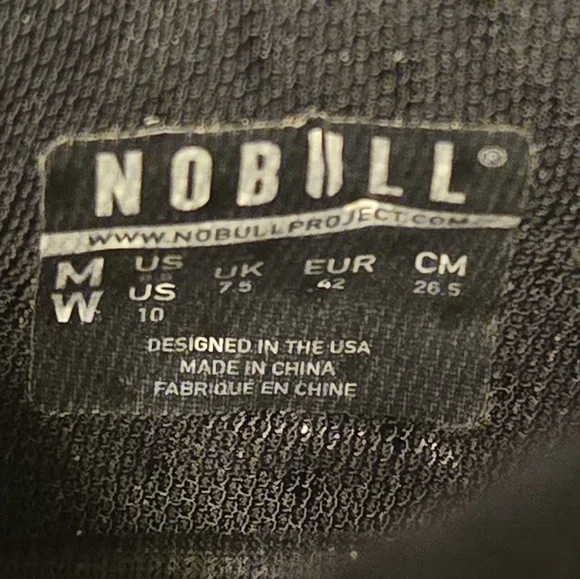 NOBULL®
WWW.NOBULLPROJECT.COM
M US UK EUR CM
7.5 42 26.5
W US
10
DESIGNED IN THE USA
MADE IN CHINA
FABRIQUE EN CHINE